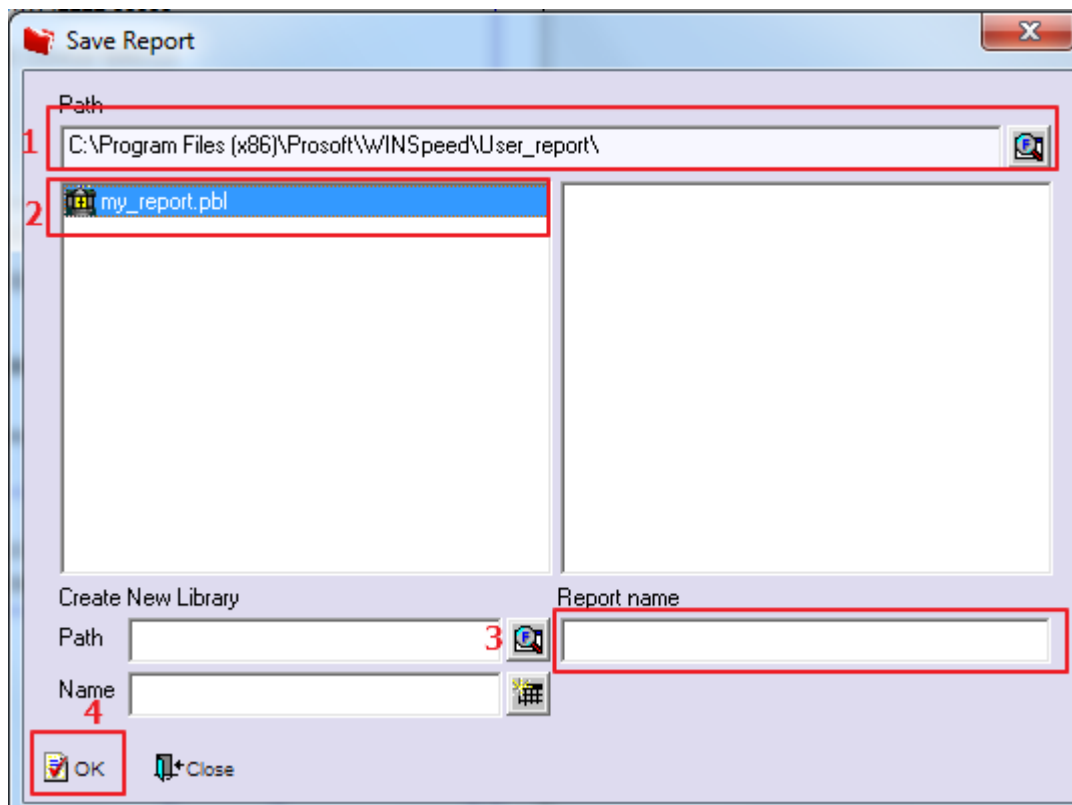 Save Report
Path
1
C:\Program Files (x86)\Prosoft\WINSpeed\User_report\
2
my_report.pbl
Create New Library
Report name
Path
3
Name
4
OK
Close